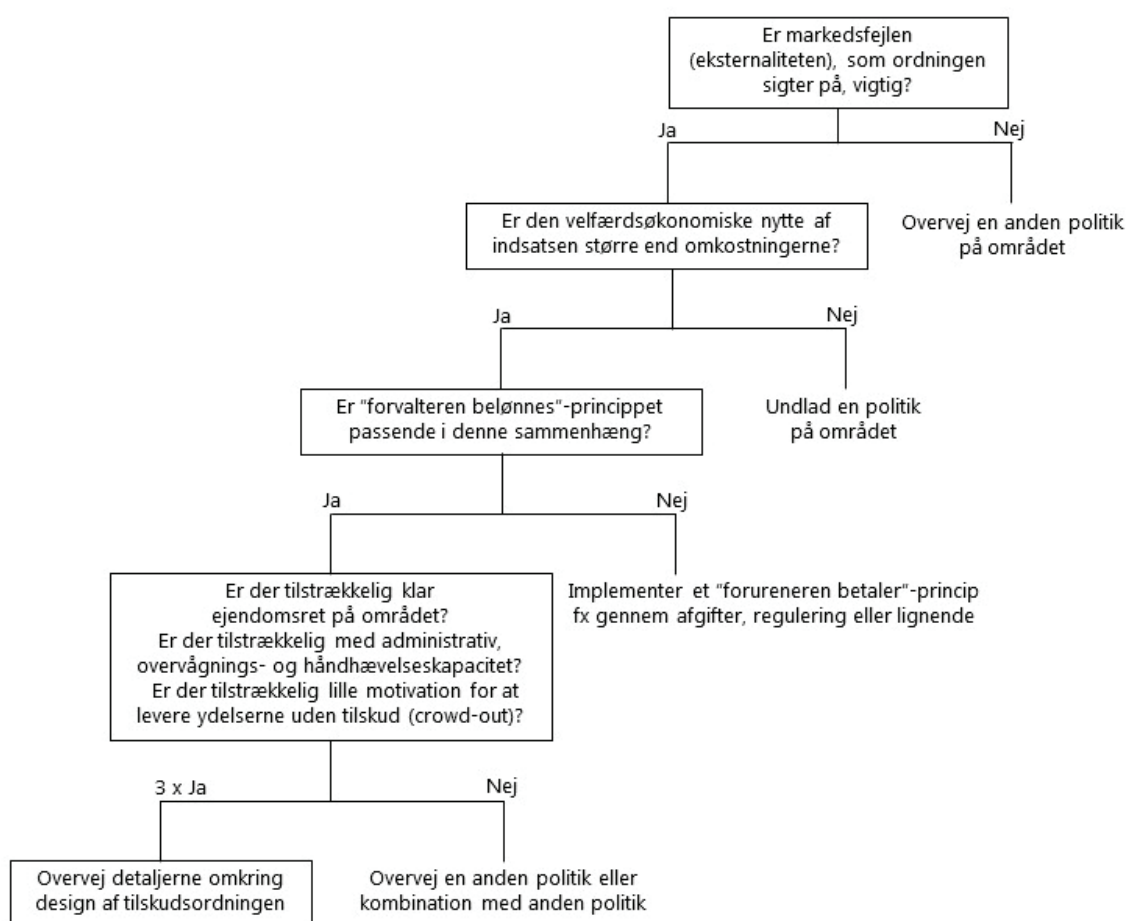 Er markedsfejlen
(eksternaliteten), som ordningen
sigter på, vigtig?
Ja
Nej
Er den velfærdsøkonomiske nytte af
indsatsen større end omkostningerne?
Overvej en anden politik
på området
Ja
Nej
Er "forvalteren belønnes"-princippet
passende i denne sammenhæng?
Undlad en politik
på området
Ja
Nej
Er der tilstrækkelig klar
ejendomsret på området?
Er der tilstrækkelig med administrativ,
overvågnings- og håndhævelseskapacitet?
Er der tilstrækkelig lille motivation for at
levere ydelserne uden tilskud (crowd-out)?
Implementer et "forureneren betaler"-princip
fx gennem afgifter, regulering eller lignende
3 x Ja
Nej
Overvej detaljerne omkring
design af tilskudsordningen
Overvej en anden politik eller
kombination med anden politik